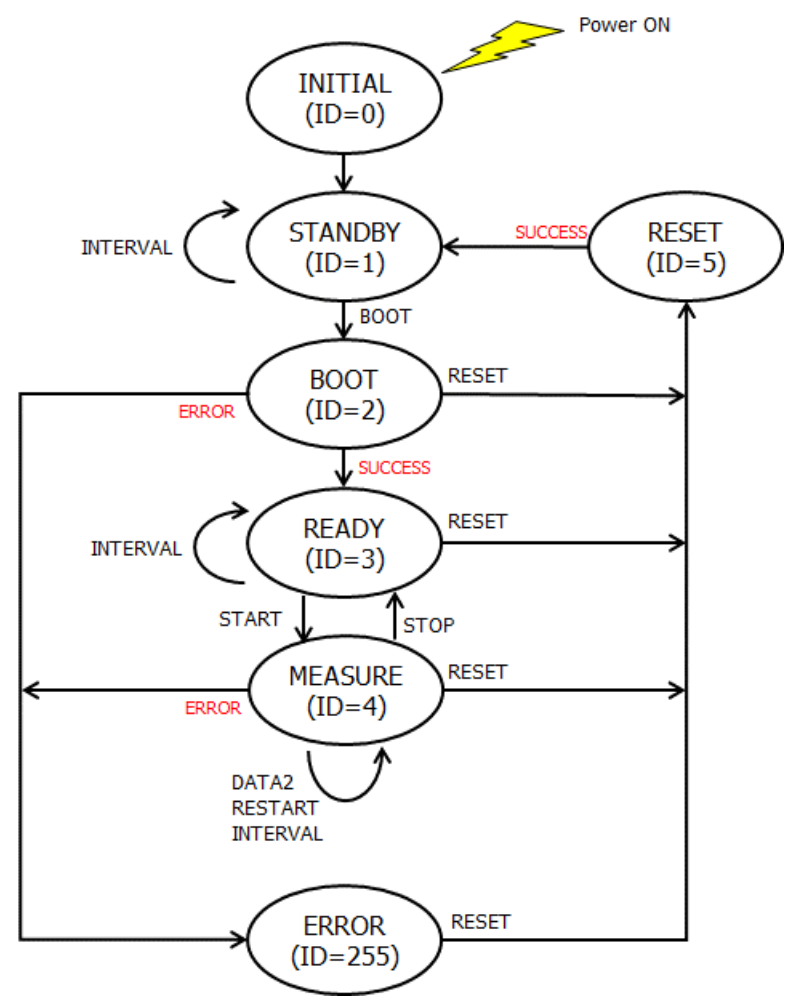 Power ON
INITIAL
(ID=0)
STANDBY
(ID=1)
INTERVAL
SUCCESS
RESET
(ID=5)
BOOT
BOOT
(ID=2)
RESET
ERROR
SUCCESS
READY
(ID=3)
RESET
INTERVAL
START
STOP
MEASURE
(ID=4)
RESET
ERROR
DATA2
RESTART
INTERVAL
ERROR
(ID=255)
RESET